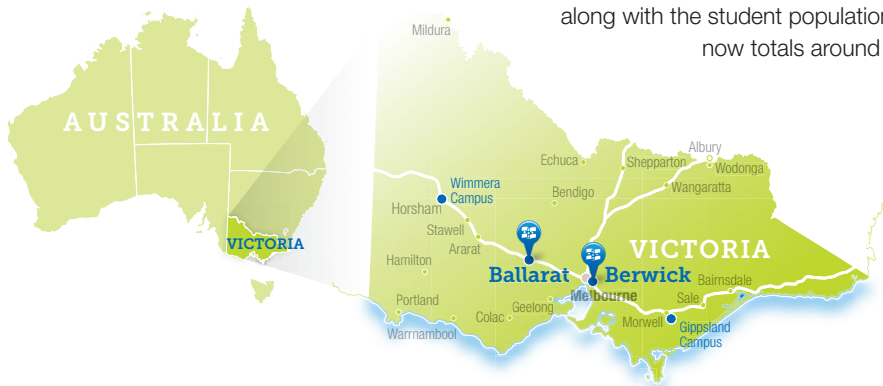 along with the student population
now totals around
Mildura
AUSTRALIA
VICTORIA
Albury
Echuca
Shepparton
Wodonga
Wimmera
Campus
Bendigo
Wangaratta
Horsham
Stawell
Ararat
VICTORIA
Hamilton
Ballarat
Berwick
Bairnsdale
Melbourne
Sale
Portland
Geelong
Colac
Morwell
Gippsland
Campus
Warrnambool